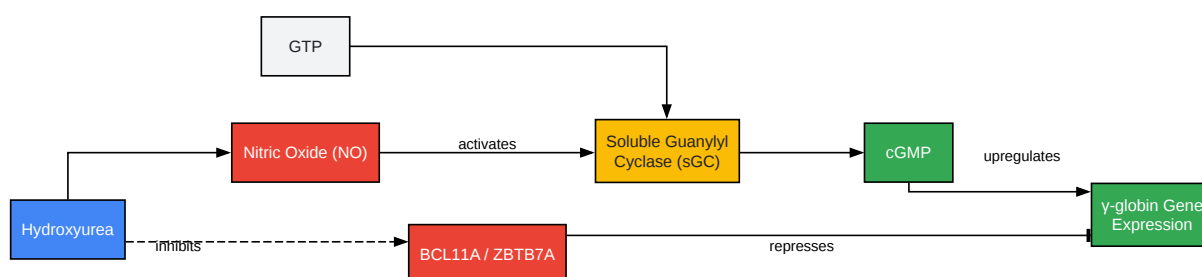 GTP
Nitric Oxide (NO)
activates
Soluble Guanylyl
Cyclase (sGC)
cGMP
upregulates
Hydroxyurea
inhibits
BCL11A / ZBTB7A
represses
γ-globin Gene
Expression